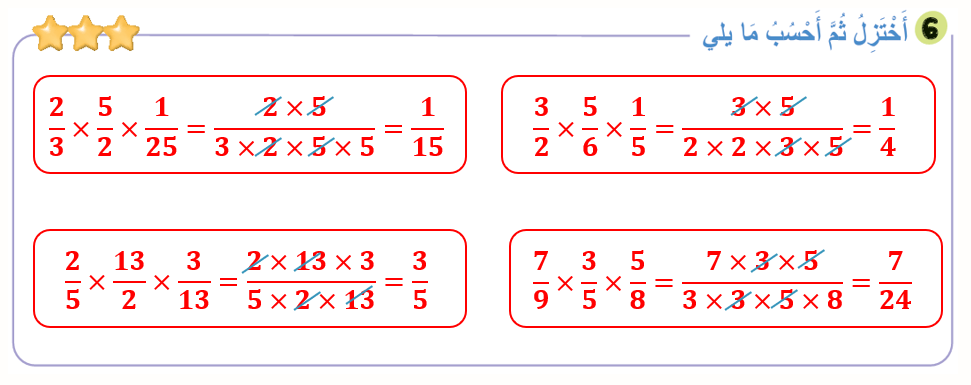 6 أَخْتَزِلُ ثُمَّ أَحْسُبُ مَا يلي
3/2 × 5/6 × 1/5 = (3 × 5)/(2 × 2 × 3 × 5) = 1/4
2/3 × 5/2 × 1/25 = (2 × 5)/(3 × 2 × 5 × 5) = 1/15
7/9 × 3/5 × 5/8 = (7 × 3 × 5)/(3 × 3 × 5 × 8) = 7/24
2/5 × 13/2 × 3/13 = (2 × 13 × 3)/(5 × 2 × 13) = 3/5